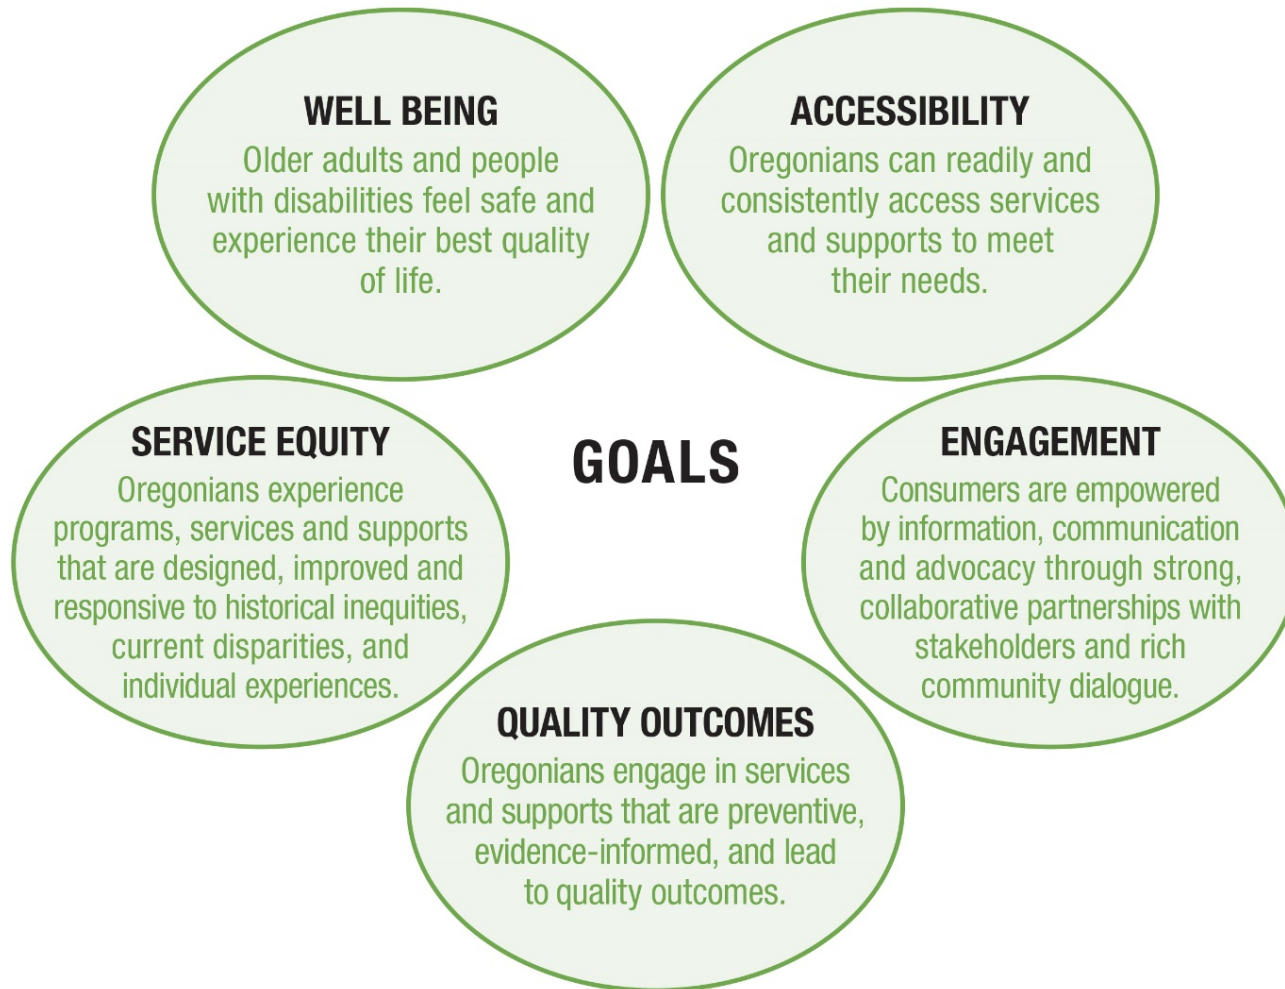 WELL BEING
Older adults and people
with disabilities feel safe and
experience their best quality
of life.
ACCESSIBILITY
Oregonians can readily and
consistently access services
and supports to meet
their needs.
SERVICE EQUITY
Oregonians experience
programs, services and supports
that are designed, improved and
responsive to historical inequities,
current disparities, and
individual experiences.
GOALS
ENGAGEMENT
Consumers are empowered
by information, communication
and advocacy through strong,
collaborative partnerships with
stakeholders and rich
community dialogue.
QUALITY OUTCOMES
Oregonians engage in services
and supports that are preventive,
evidence-informed, and lead
to quality outcomes.